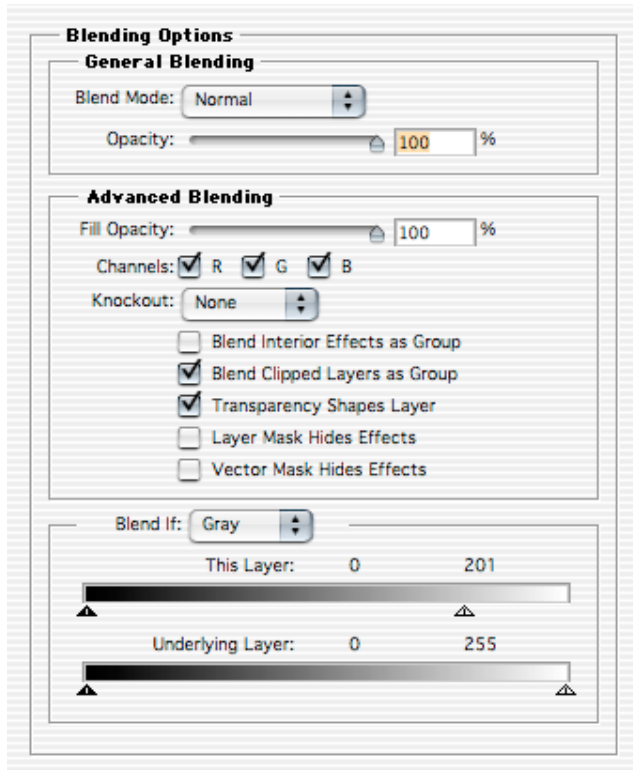 Blending Options
General Blending
Blend Mode: Normal
Opacity: 100 %
Advanced Blending
Fill Opacity: 100 %
Channels: R G B
Knockout: None
Blend Interior Effects as Group
Blend Clipped Layers as Group
Transparency Shapes Layer
Layer Mask Hides Effects
Vector Mask Hides Effects
Blend If: Gray
This Layer: 0 201
Underlying Layer: 0 255